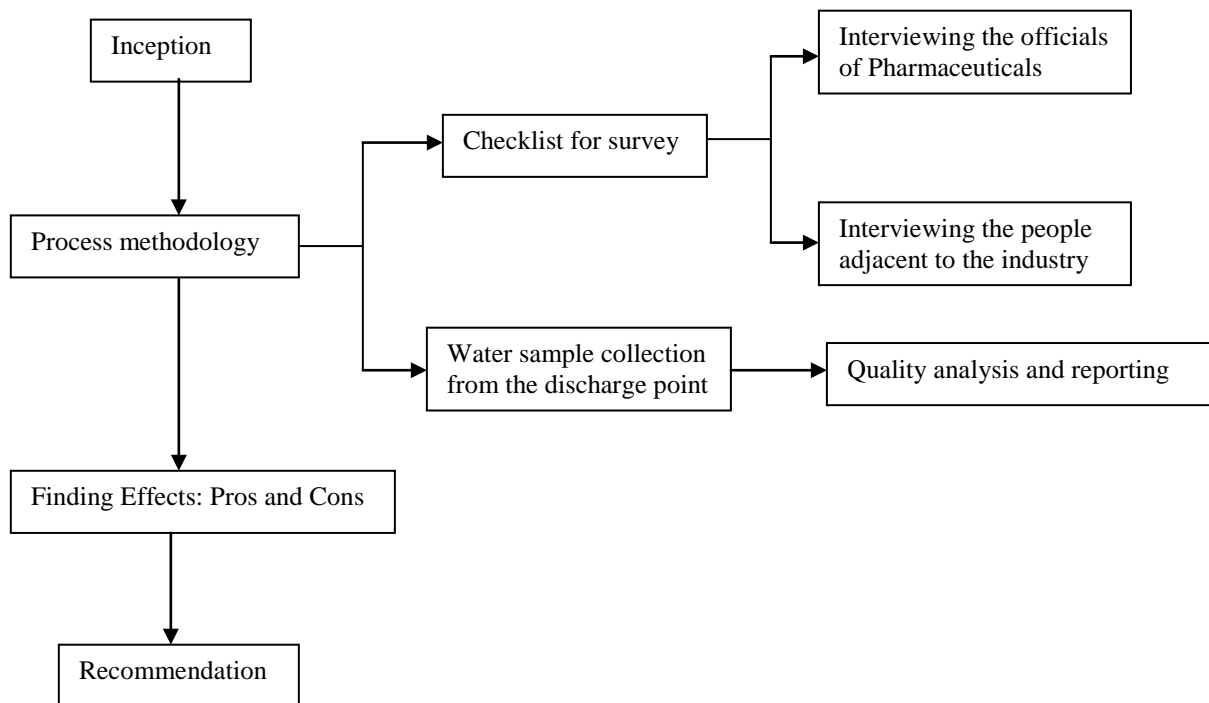 Inception
Interviewing the officials
of Pharmaceuticals
Checklist for survey
Process methodology
Interviewing the people
adjacent to the industry
Water sample collection
from the discharge point
Quality analysis and reporting
Finding Effects: Pros and Cons
Recommendation